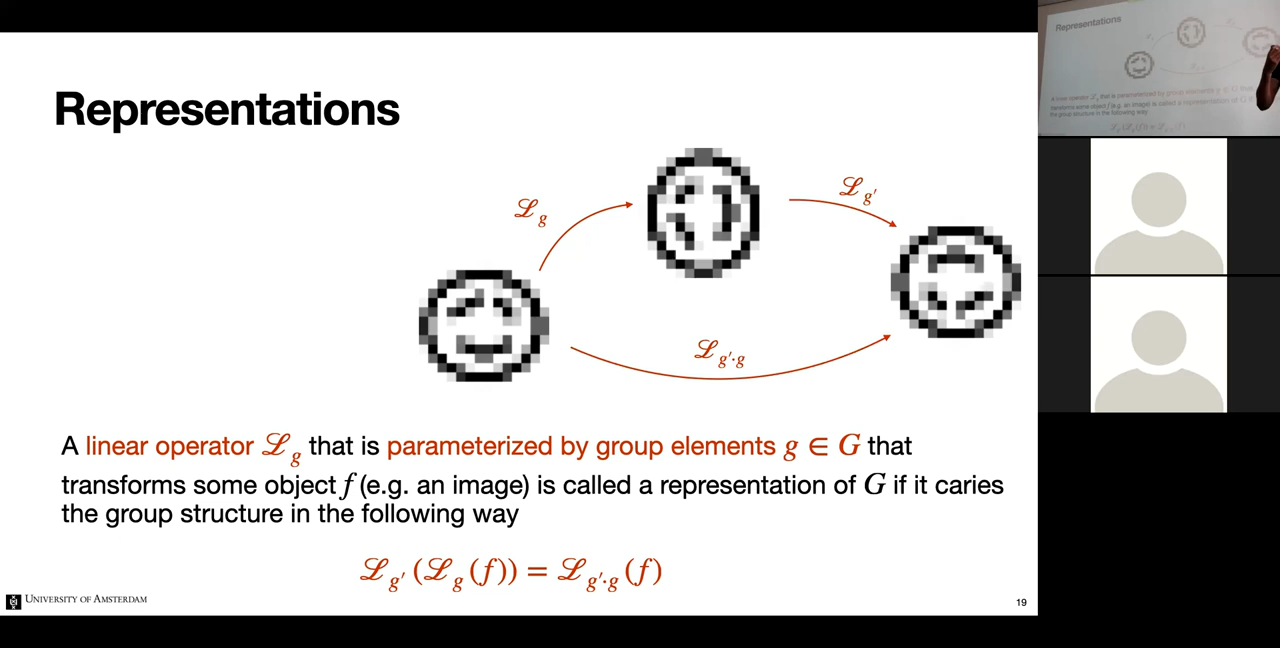 Representations
ℒg
ℒg′
ℒg′·g
A linear operator ℒg that is parameterized by group elements g ∈ G that
transforms some object f (e.g. an image) is called a representation of G if it caries
the group structure in the following way
ℒg′ (ℒg (f)) = ℒg′·g (f)
UNIVERSITY OF AMSTERDAM
19
Representations